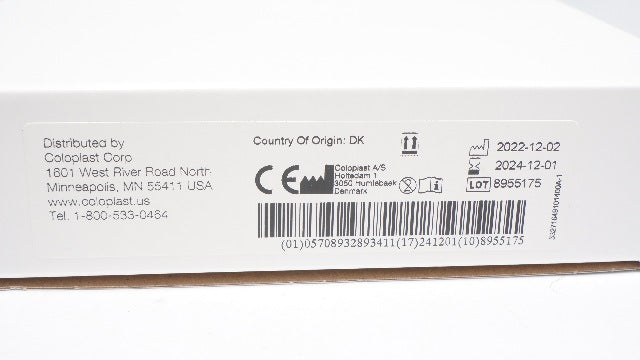 Distributed by
Coloplast Corp
1601 West River Road North
Minneapolis, MN 55411 USA
www.coloplast.us
Tel. 1-800-533-0464
Country Of Origin: DK
CE
Coloplast A/S
Holtedam 1
3050 Humlebaek
Denmark
2022-12-02
2024-12-01
LOT 8955175
(01)05708932893411(17)241201(10)8955175